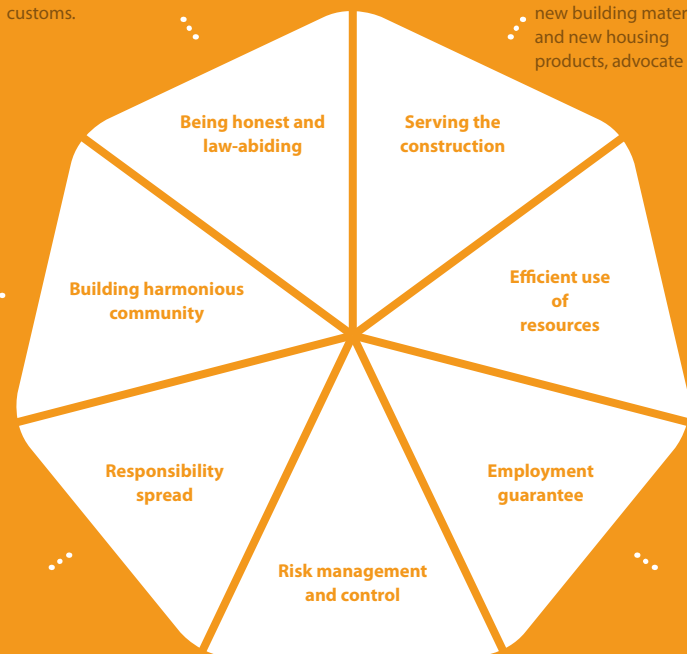 customs.
new building mater
and new housing
products, advocate
Being honest and
law-abiding
Serving the
construction
Building harmonious
community
Efficient use
of
resources
Responsibility
spread
Employment
guarantee
Risk management
and control